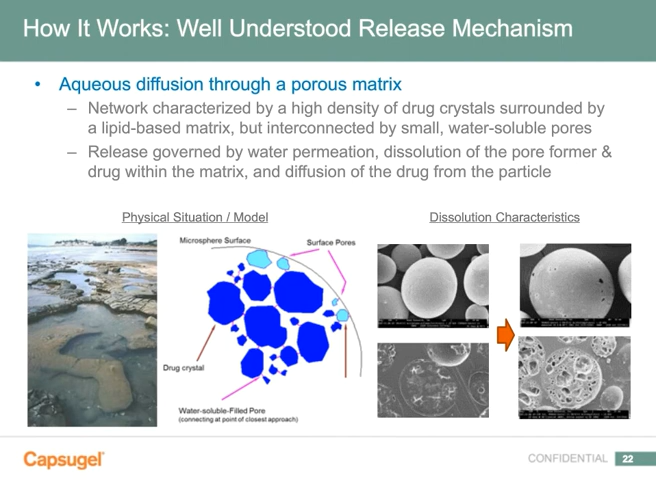 How It Works: Well Understood Release Mechanism
• Aqueous diffusion through a porous matrix
– Network characterized by a high density of drug crystals surrounded by
a lipid-based matrix, but interconnected by small, water-soluble pores
– Release governed by water permeation, dissolution of the pore former &
drug within the matrix, and diffusion of the drug from the particle
Physical Situation / Model
Dissolution Characteristics
Microsphere Surface
Surface Pores
Drug crystal
Water-soluble-Filled Pore
(connecting at point of closest approach)
Capsugel
CONFIDENTIAL 22